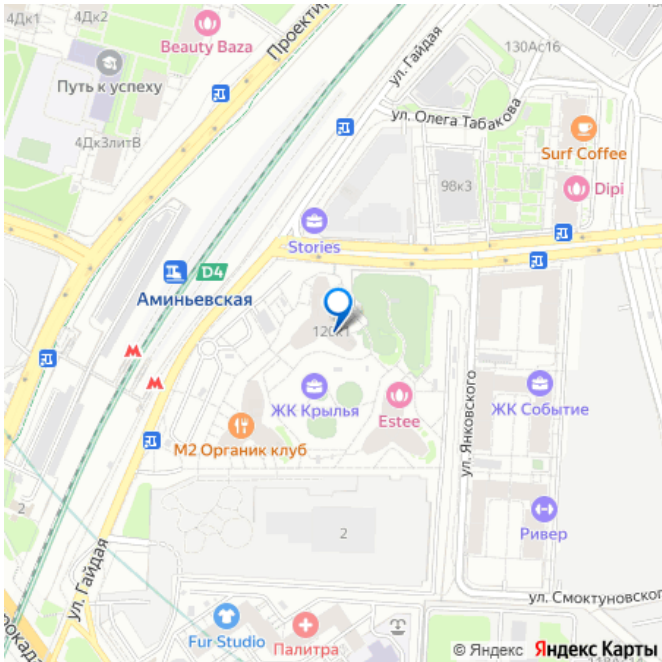 4Дк1
4Дк2
Beauty Baza
Проектир
ул. Гайдая
130Ас16
Путь к успеху
ул. Олега Табакова
4Дк3литВ
Surf Coffee
98к3
Dipi
Stories
D4
Аминьевская
120к1
ЖК Крылья
Estee
ул. Янковского
ЖК Событие
М2 Органик клуб
2
2
Ривер
ул. Гайдая
ул. Смоктуновского
Fur Studio
Палитра
© Яндекс Яндекс Карты